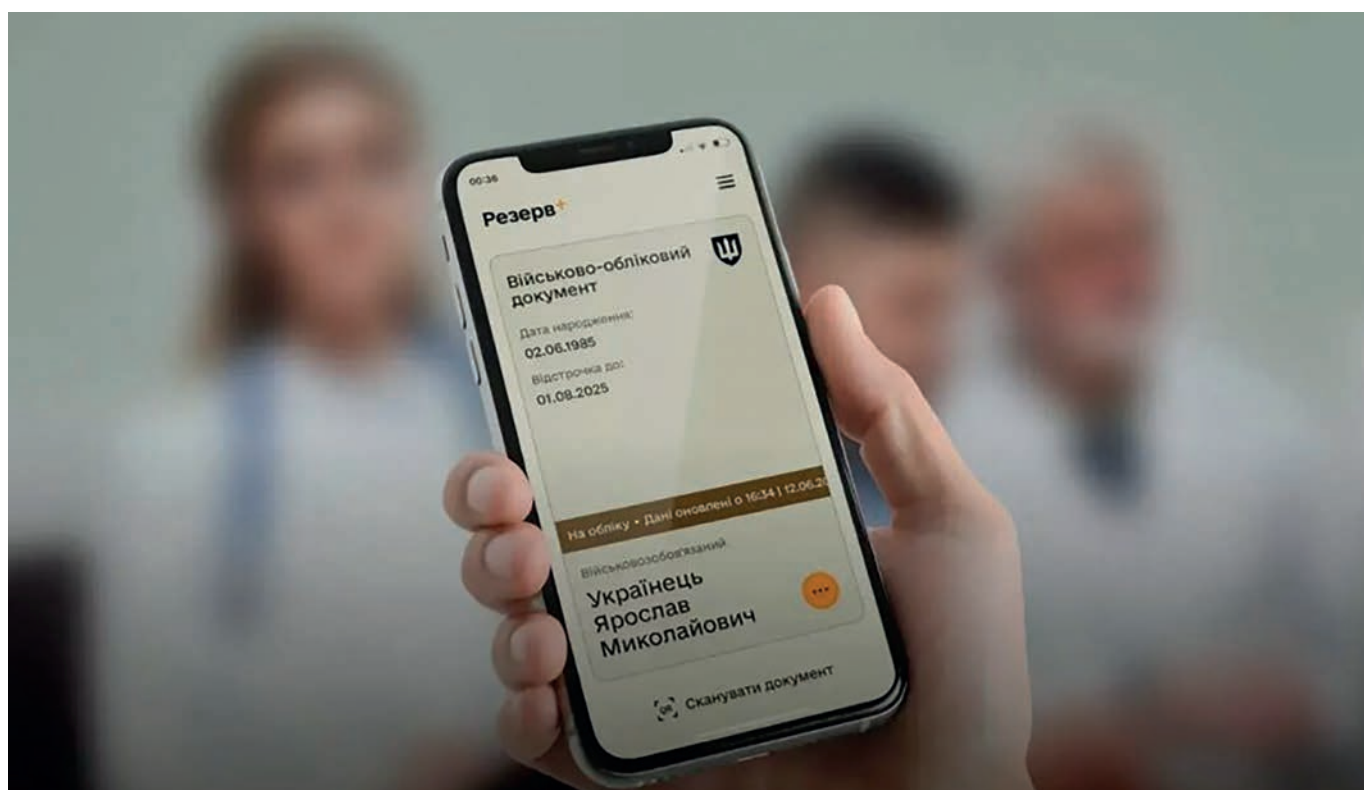 00:36
Резерв+
Військово-обліковий
документ
Дата народження:
02.06.1985
Відстрочка до:
01.08.2025
На обліку • Дані оновлені о 16:34 | 12.06.20
Військовозобов'язаний
Українець
Ярослав
Миколайович
Сканувати документ